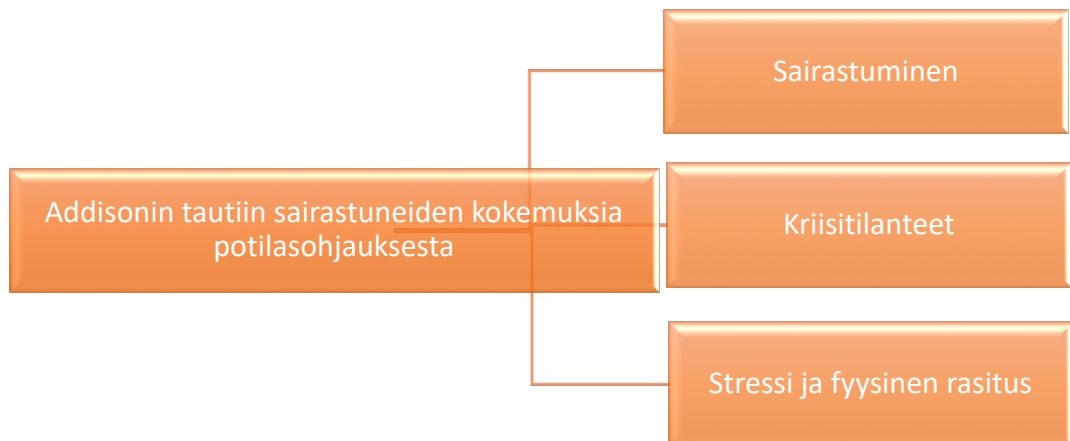 Sairastuminen
Addisonin tautiin sairastuneiden kokemuksia
potilasohjauksesta
Kriisitilanteet
Stressi ja fyysinen rasitus